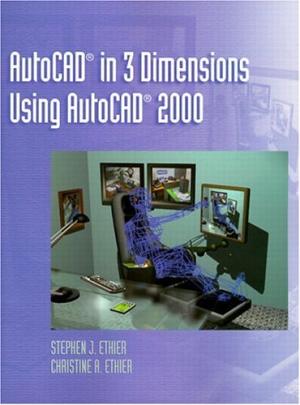 AutoCAD® in 3 Dimensions
Using AutoCAD® 2000
STEPHEN J. ETHIER
CHRISTINE A. ETHIER